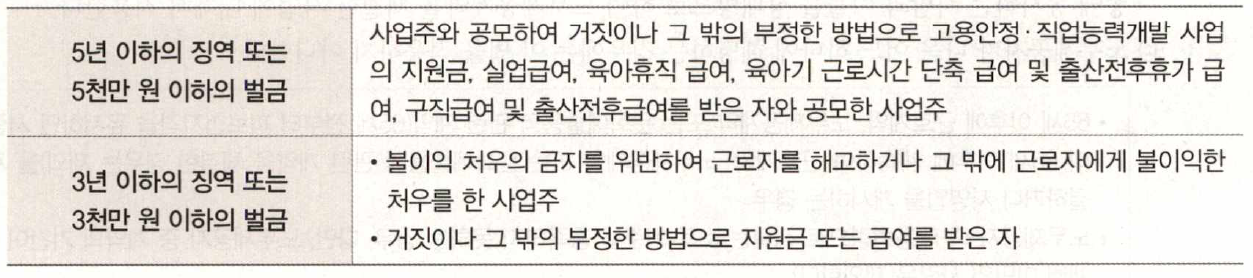 5년 이하의 징역 또는
5천만 원 이하의 벌금
사업주와 공모하여 거짓이나 그 밖의 부정한 방법으로 고용안정·직업능력개발 사업
의 지원금, 실업급여, 육아휴직 급여, 육아기 근로시간 단축 급여 및 출산전후휴가 급
여, 구직급여 및 출산전후급여를 받은 자와 공모한 사업주
3년 이하의 징역 또는
3천만 원 이하의 벌금
• 불이익 처우의 금지를 위반하여 근로자를 해고하거나 그 밖에 근로자에게 불이익한
처우를 한 사업주
• 거짓이나 그 밖의 부정한 방법으로 지원금 또는 급여를 받은 자